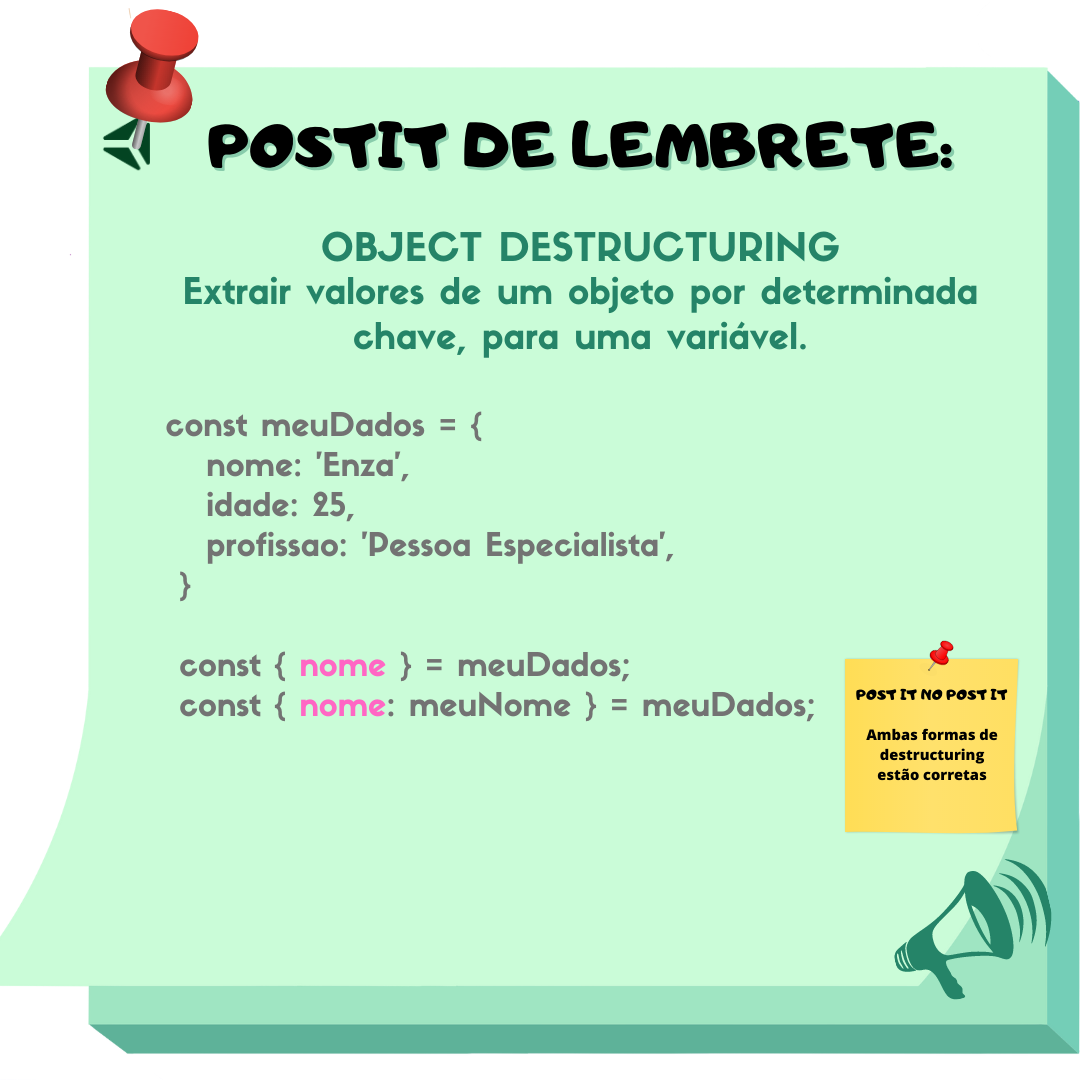 POSTIT DE LEMBRETE:
OBJECT DESTRUCTURING
Extrair valores de um objeto por determinada
chave, para uma variável.
const meuDados = {
nome: 'Enza',
idade: 25,
profissao: 'Pessoa Especialista',
}
const { nome } = meuDados;
const { nome: meuNome } = meuDados;
POST IT NO POST IT
Ambas formas de
destructuring
estão corretas